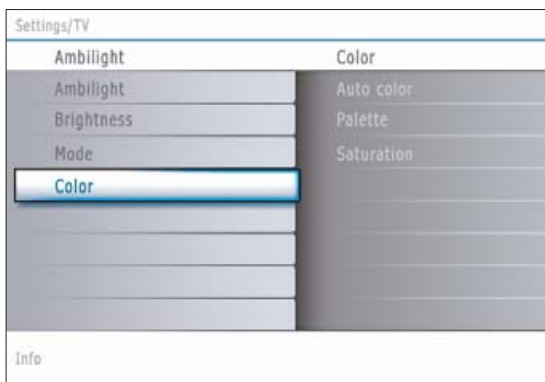 Settings/TV
Ambilight Color
Ambilight Auto color
Brightness Palette
Mode Saturation
Color
Info